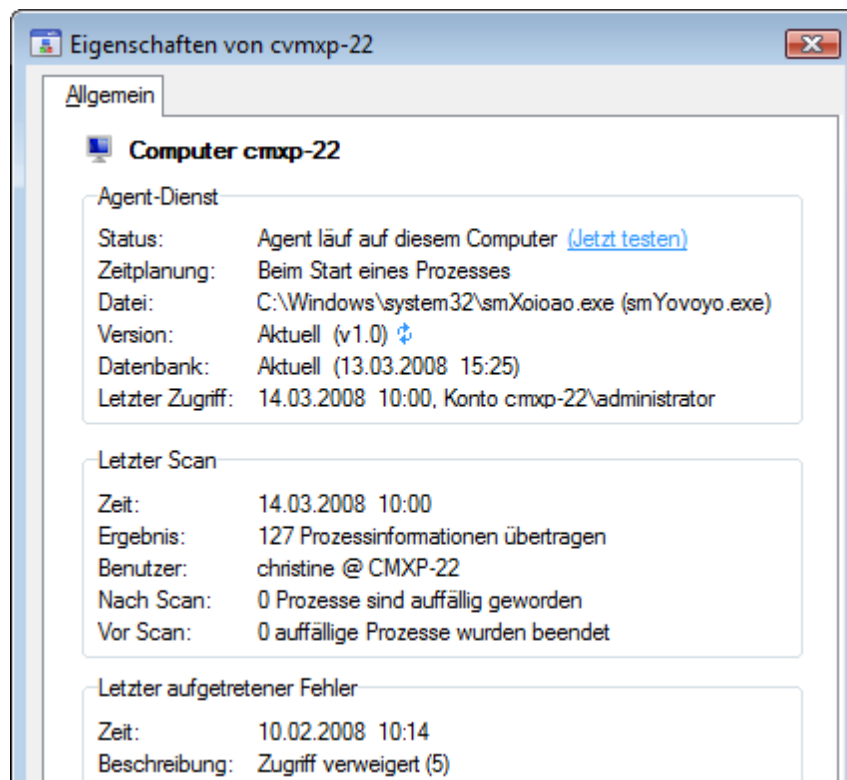 Eigenschaften von cvmxp-22
Allgemein
Computer cmxp-22
Agent-Dienst
Status: Agent läuf auf diesem Computer (Jetzt testen)
Zeitplanung: Beim Start eines Prozesses
Datei: C:\Windows\system32\smXoioao.exe (smYovoyo.exe)
Version: Aktuell (v1.0)
Datenbank: Aktuell (13.03.2008 15:25)
Letzter Zugriff: 14.03.2008 10:00, Konto cmxp-22\administrator
Letzter Scan
Zeit: 14.03.2008 10:00
Ergebnis: 127 Prozessinformationen übertragen
Benutzer: christine @ CMXP-22
Nach Scan: 0 Prozesse sind auffällig geworden
Vor Scan: 0 auffällige Prozesse wurden beendet
Letzter aufgetretener Fehler
Zeit: 10.02.2008 10:14
Beschreibung: Zugriff verweigert (5)